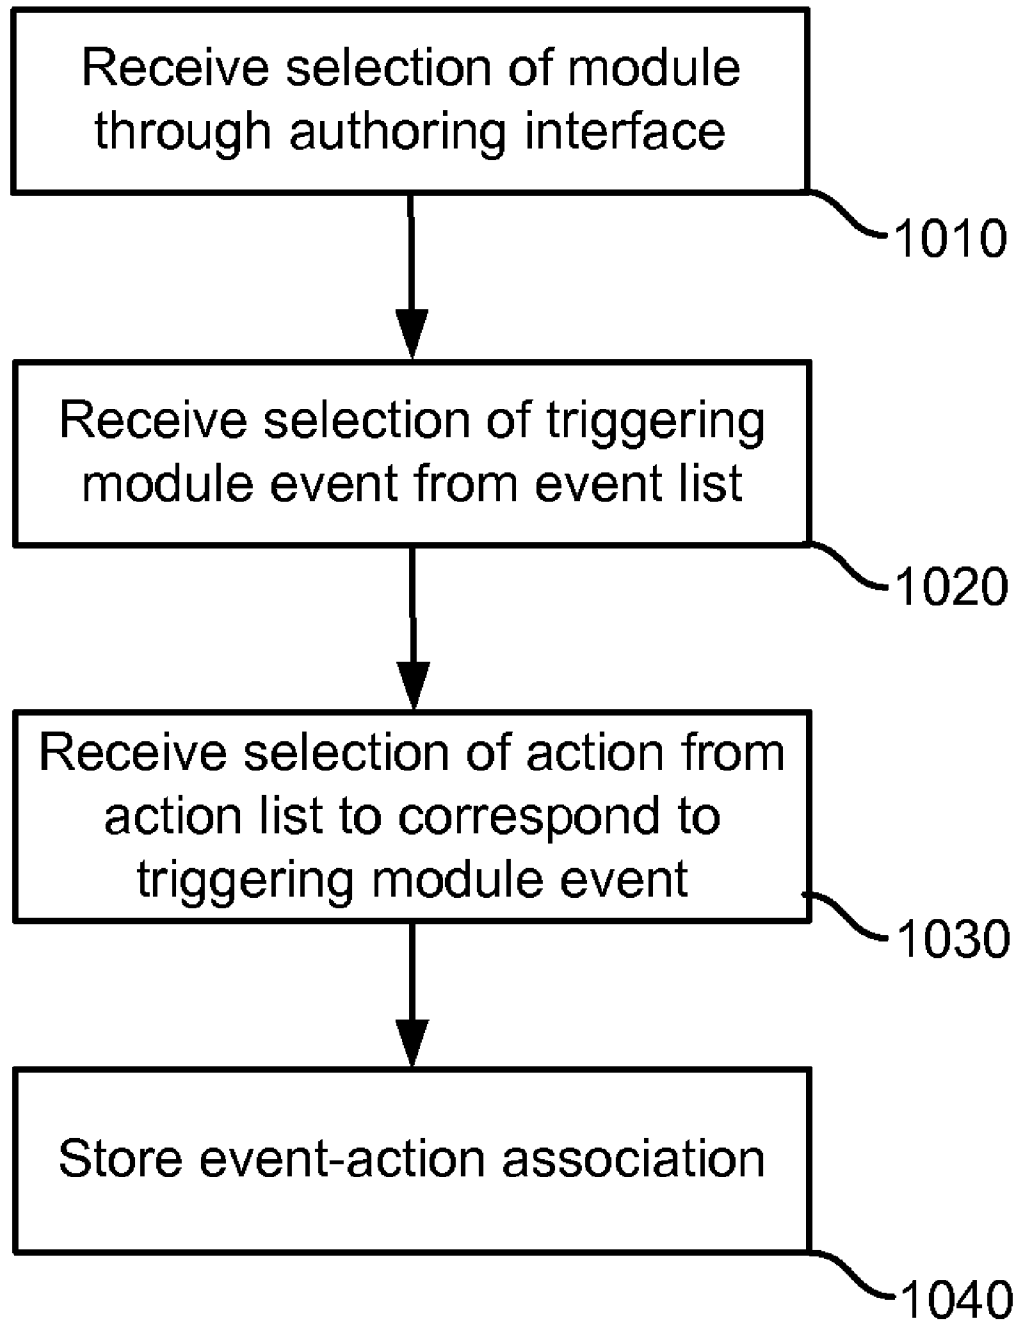 Receive selection of module
through authoring interface
1010
Receive selection of triggering
module event from event list
1020
Receive selection of action from
action list to correspond to
triggering module event
1030
Store event-action association
1040